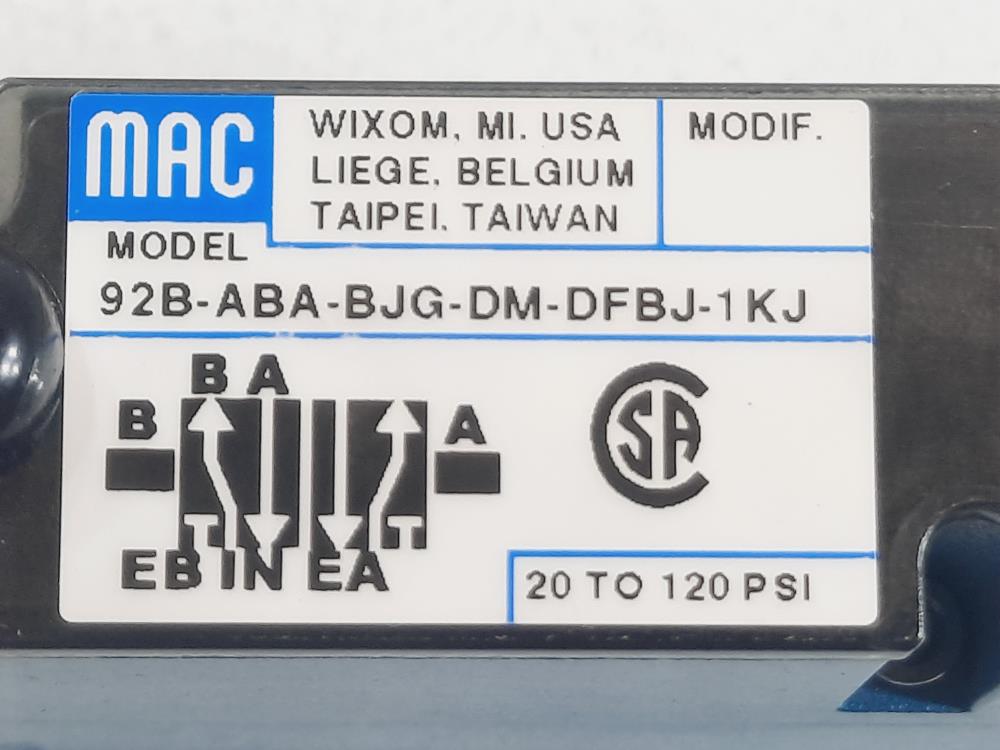 MAC
WIXOM, MI. USA
LIEGE, BELGIUM
TAIPEI. TAIWAN
MODIF.
MODEL
92B-ABA-BJG-DM-DFBJ-1KJ
B A
B
A
EB IN EA
CSA
20 TO 120 PSI